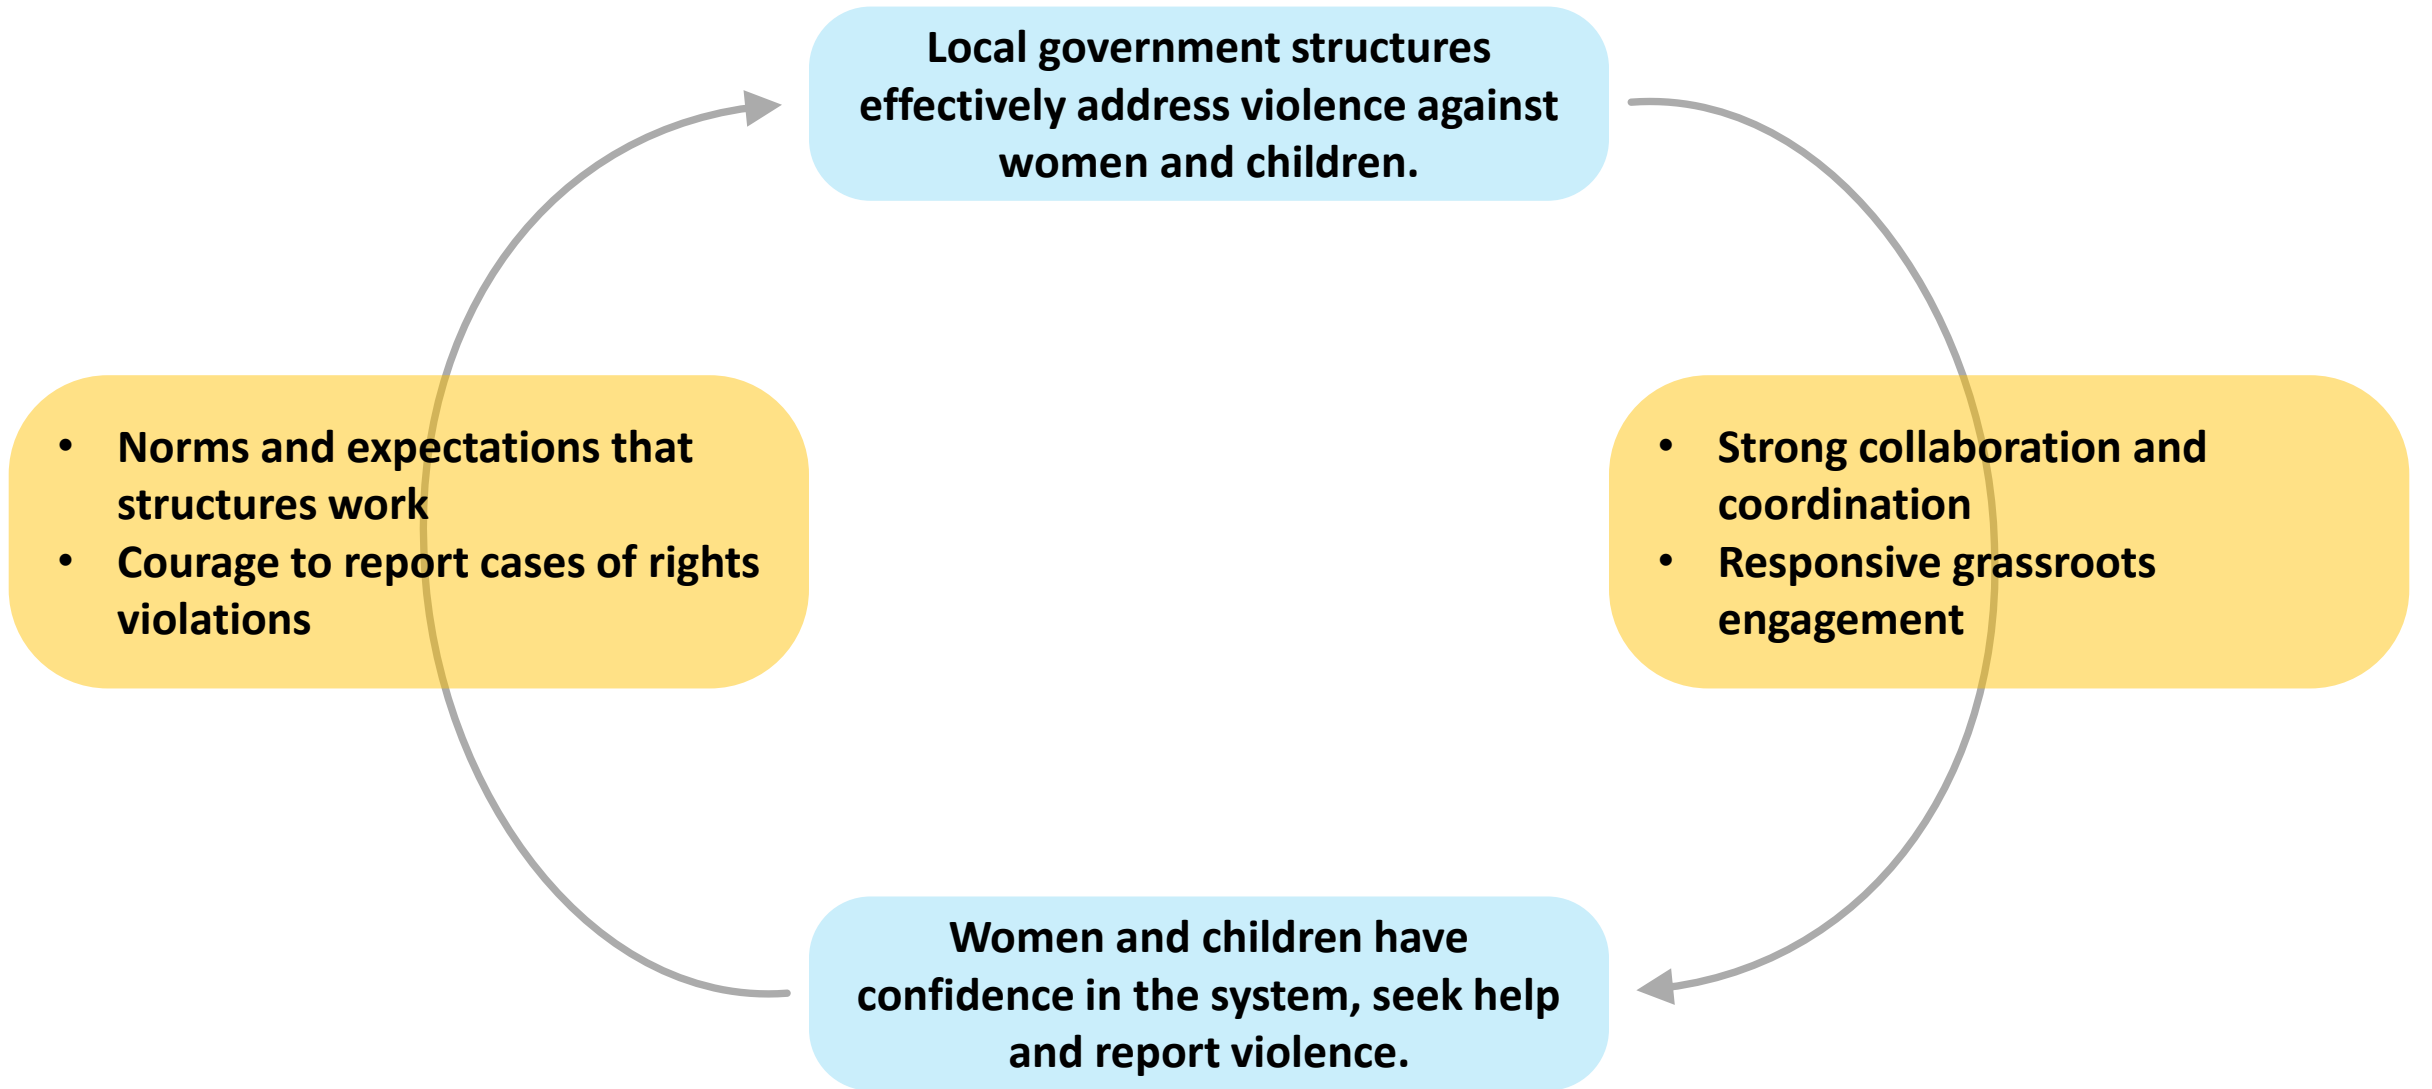 Local government structures
effectively address violence against
women and children.
• Norms and expectations that
structures work
• Courage to report cases of rights
violations
• Strong collaboration and
coordination
• Responsive grassroots
engagement
Women and children have
confidence in the system, seek help
and report violence.